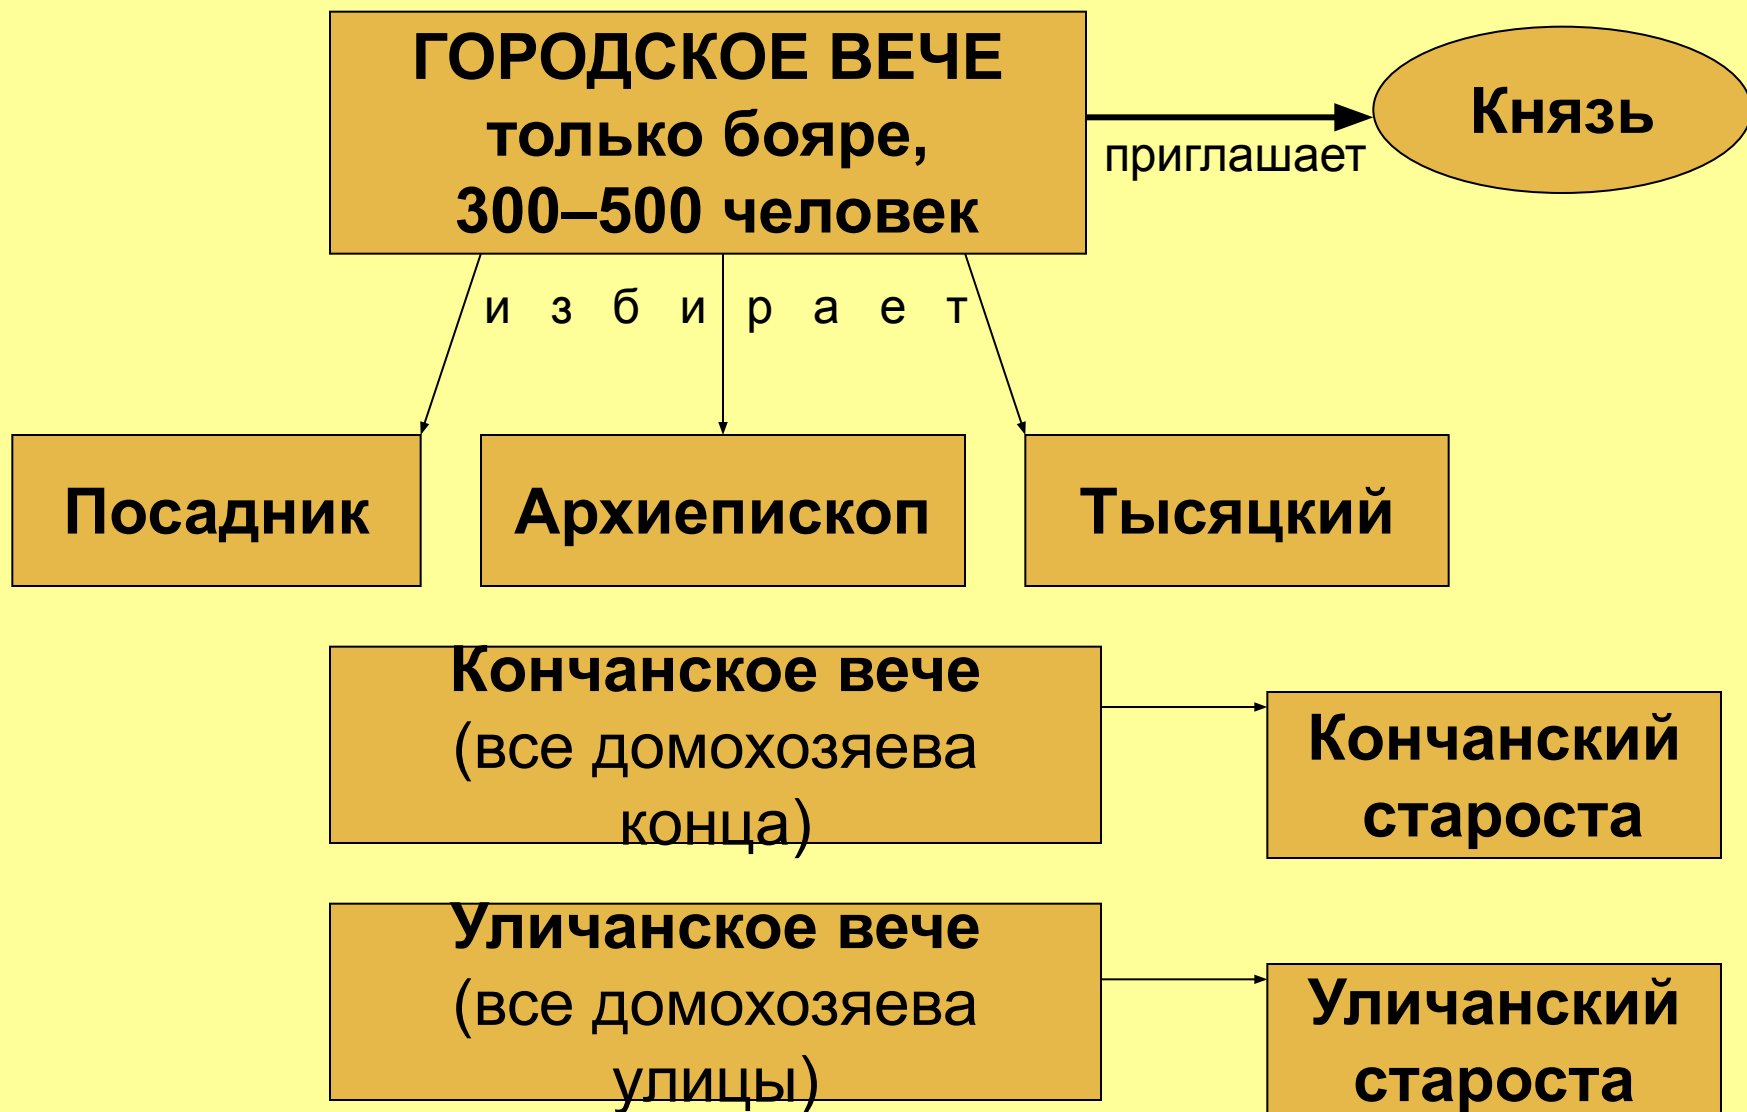 ГОРОДСКОЕ ВЕЧЕ
только бояре,
300–500 человек
приглашает
Князь
избирает
Посадник
Архиепископ
Тысяцкий
Кончанское вече
(все домохозяева
конца)
Кончанский
староста
Уличанское вече
(все домохозяева
улицы)
Уличанский
староста